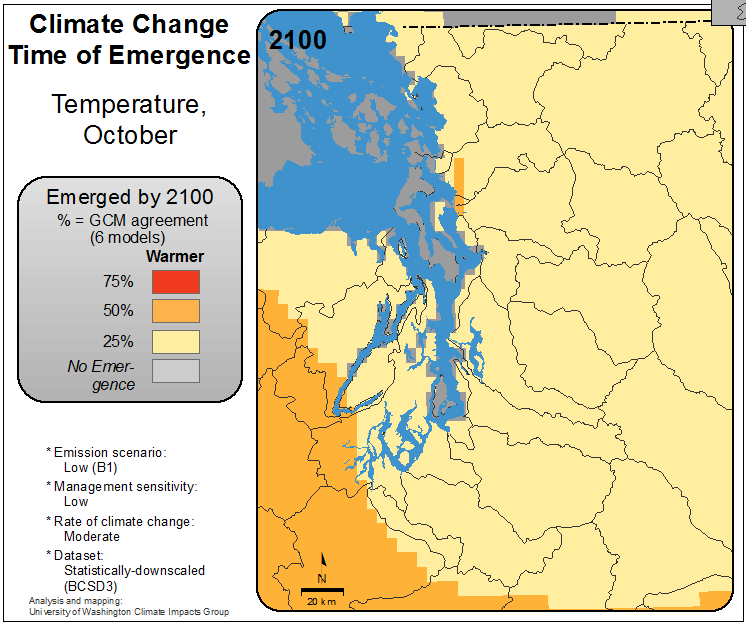 Climate Change
Time of Emergence
Temperature,
October
Emerged by 2100
% = GCM agreement
(6 models)
Warmer
75%
50%
25%
No Emer-
gence
* Emission scenario:
Low (B1)
* Management sensitivity:
Low
* Rate of climate change:
Moderate
* Dataset:
Statistically-downscaled
(BCSD3)
Analysis and mapping:
University of Washington Climate Impacts Group
2100
N
20 km